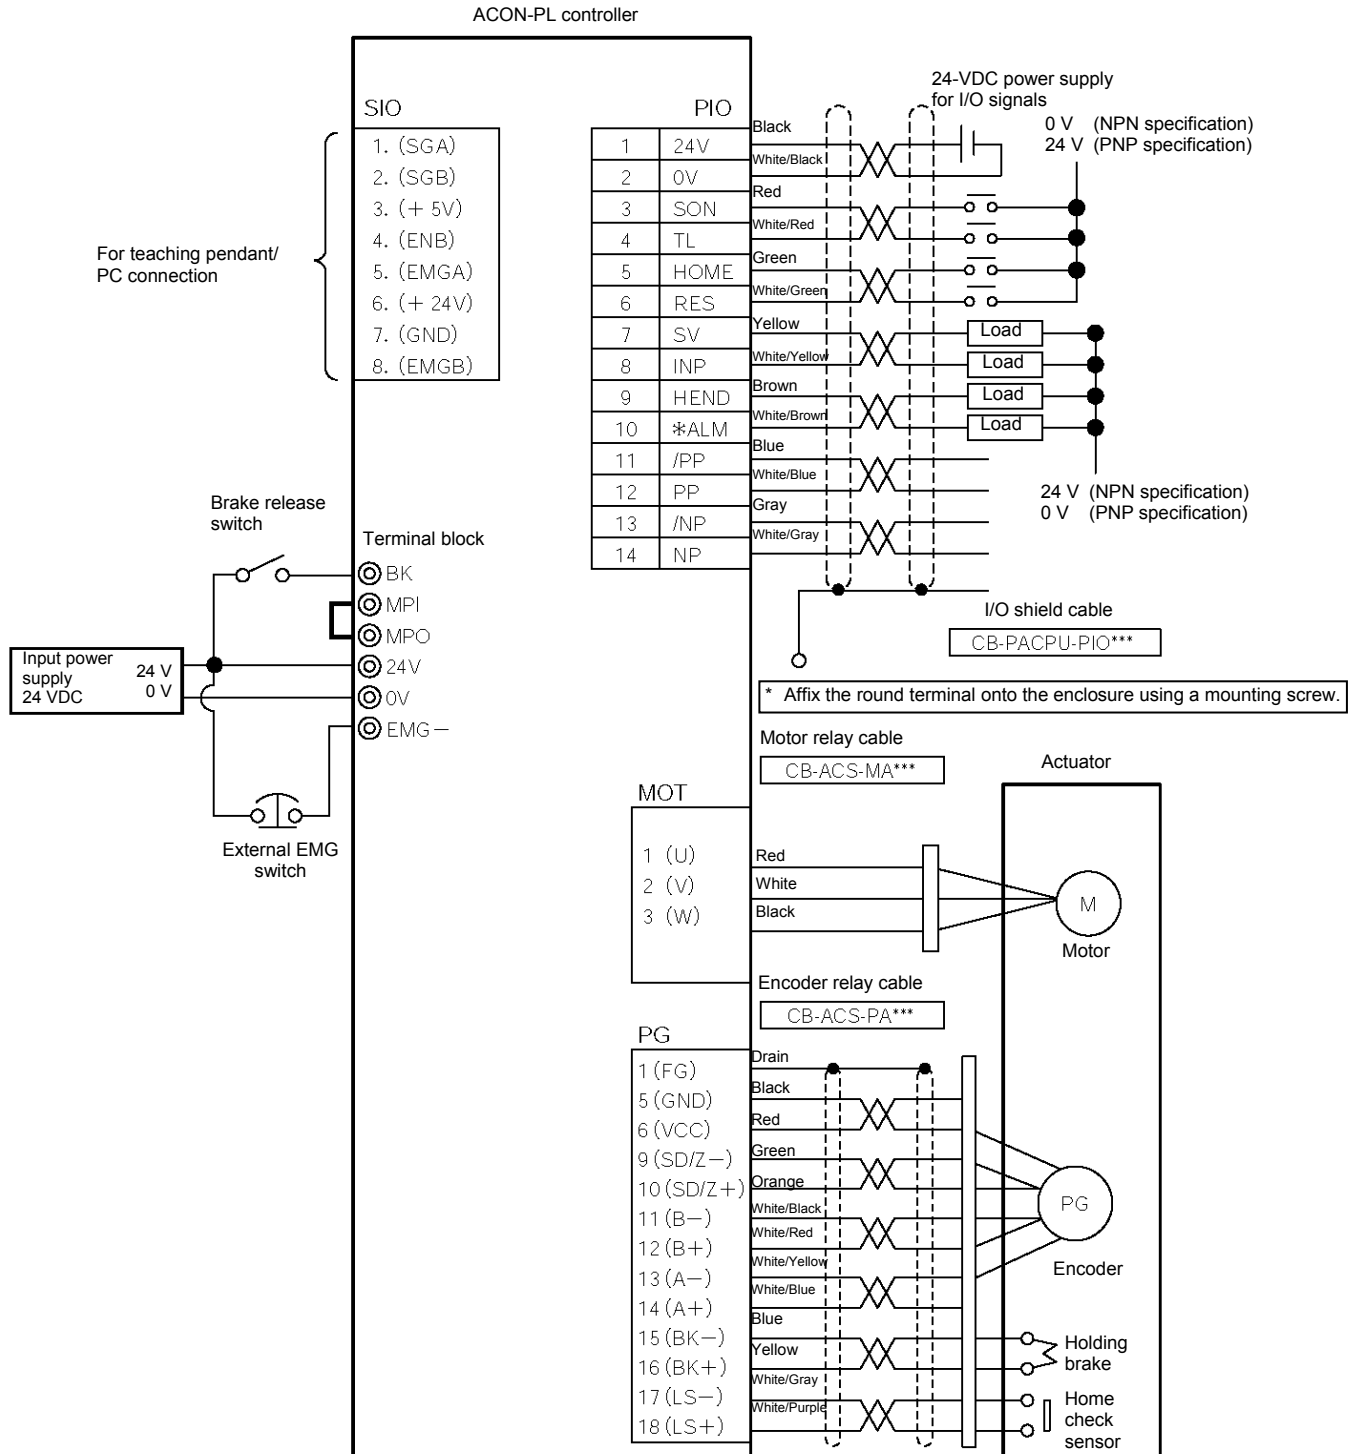 ACON-PL controller
SIO
1. (SGA)
2. (SGB)
3. (+ 5V)
4. (ENB)
5. (EMGA)
6. (+ 24V)
7. (GND)
8. (EMGB)
For teaching pendant/
PC connection
PIO
1 24V
2 0V
3 SON
4 TL
5 HOME
6 RES
7 SV
8 INP
9 HEND
10 *ALM
11 /PP
12 PP
13 /NP
14 NP
Black
White/Black
Red
White/Red
Green
White/Green
Yellow
White/Yellow
Brown
White/Brown
Blue
White/Blue
Gray
White/Gray
24-VDC power supply
for I/O signals
0 V (NPN specification)
24 V (PNP specification)
Load
Load
Load
Load
24 V (NPN specification)
0 V (PNP specification)
I/O shield cable
CB-PACPU-PIO***
* Affix the round terminal onto the enclosure using a mounting screw.
Brake release
switch
Terminal block
BK
MPI
MPO
24V
0V
EMG−
Input power
supply
24 VDC
24 V
0 V
External EMG
switch
Motor relay cable
CB-ACS-MA***
Actuator
MOT
1 (U)
2 (V)
3 (W)
Red
White
Black
M
Motor
Encoder relay cable
CB-ACS-PA***
PG
1 (FG)
5 (GND)
6 (VCC)
9 (SD/Z−)
10 (SD/Z+)
11 (B−)
12 (B+)
13 (A−)
14 (A+)
15 (BK−)
16 (BK+)
17 (LS−)
18 (LS+)
Drain
Black
Red
Green
Orange
White/Black
White/Red
White/Yellow
White/Blue
Blue
Yellow
White/Gray
White/Purple
PG
Encoder
Holding
brake
Home
check
sensor